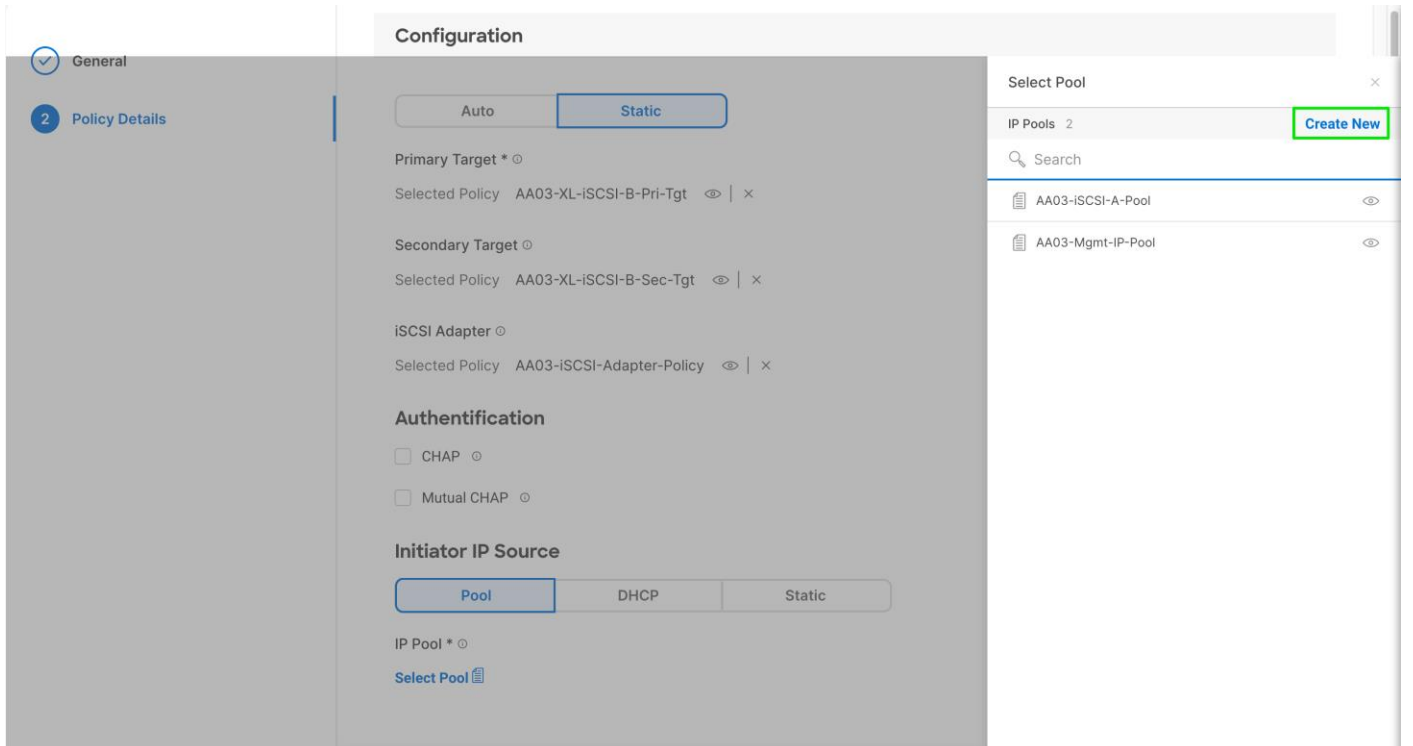 Configuration
General
2 Policy Details
Auto Static
Primary Target *
Selected Policy AA03-XL-iSCSI-B-Pri-Tgt
Secondary Target
Selected Policy AA03-XL-iSCSI-B-Sec-Tgt
iSCSI Adapter
Selected Policy AA03-iSCSI-Adapter-Policy
Authentification
CHAP
Mutual CHAP
Initiator IP Source
Pool DHCP Static
IP Pool *
Select Pool
Select Pool
IP Pools 2 Create New
Search
AA03-iSCSI-A-Pool
AA03-Mgmt-IP-Pool